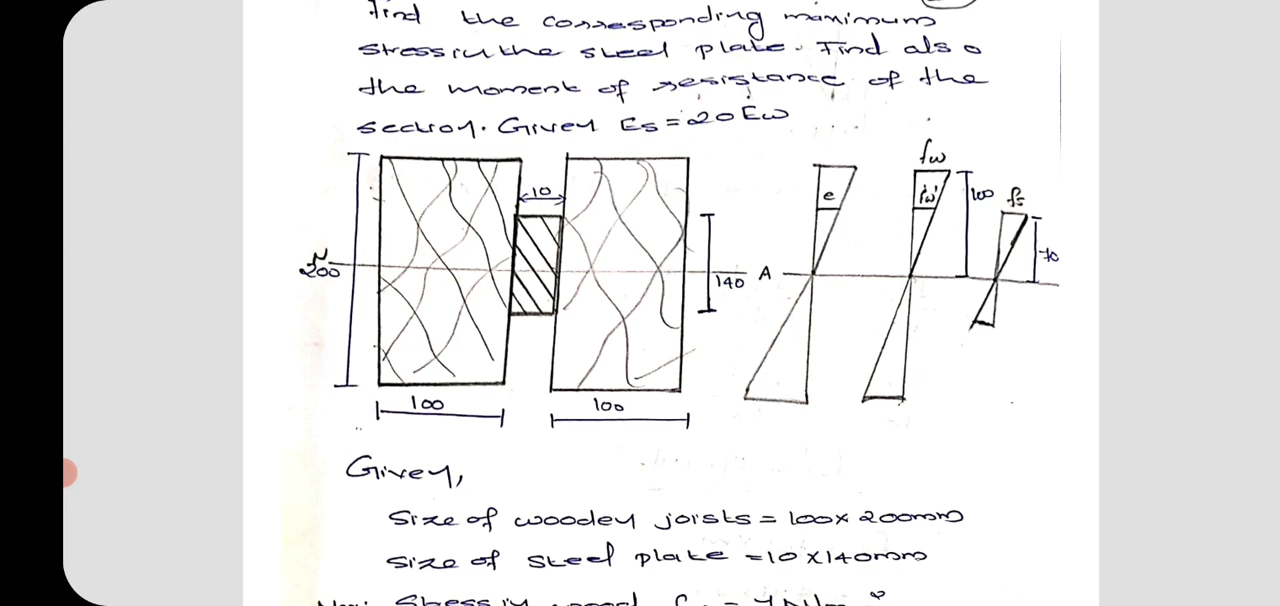 Find the corresponding maximum
stress in the steel plate. Find also
the moment of resistance of the
section. Given Es = 20 Ew
fw
10
e
fw'
100
fs
N
200
70
140
A
100
100
Given,
Size of wooden joists = 100 x 200mm
Size of steel plate = 10 x 140mm
Stress in